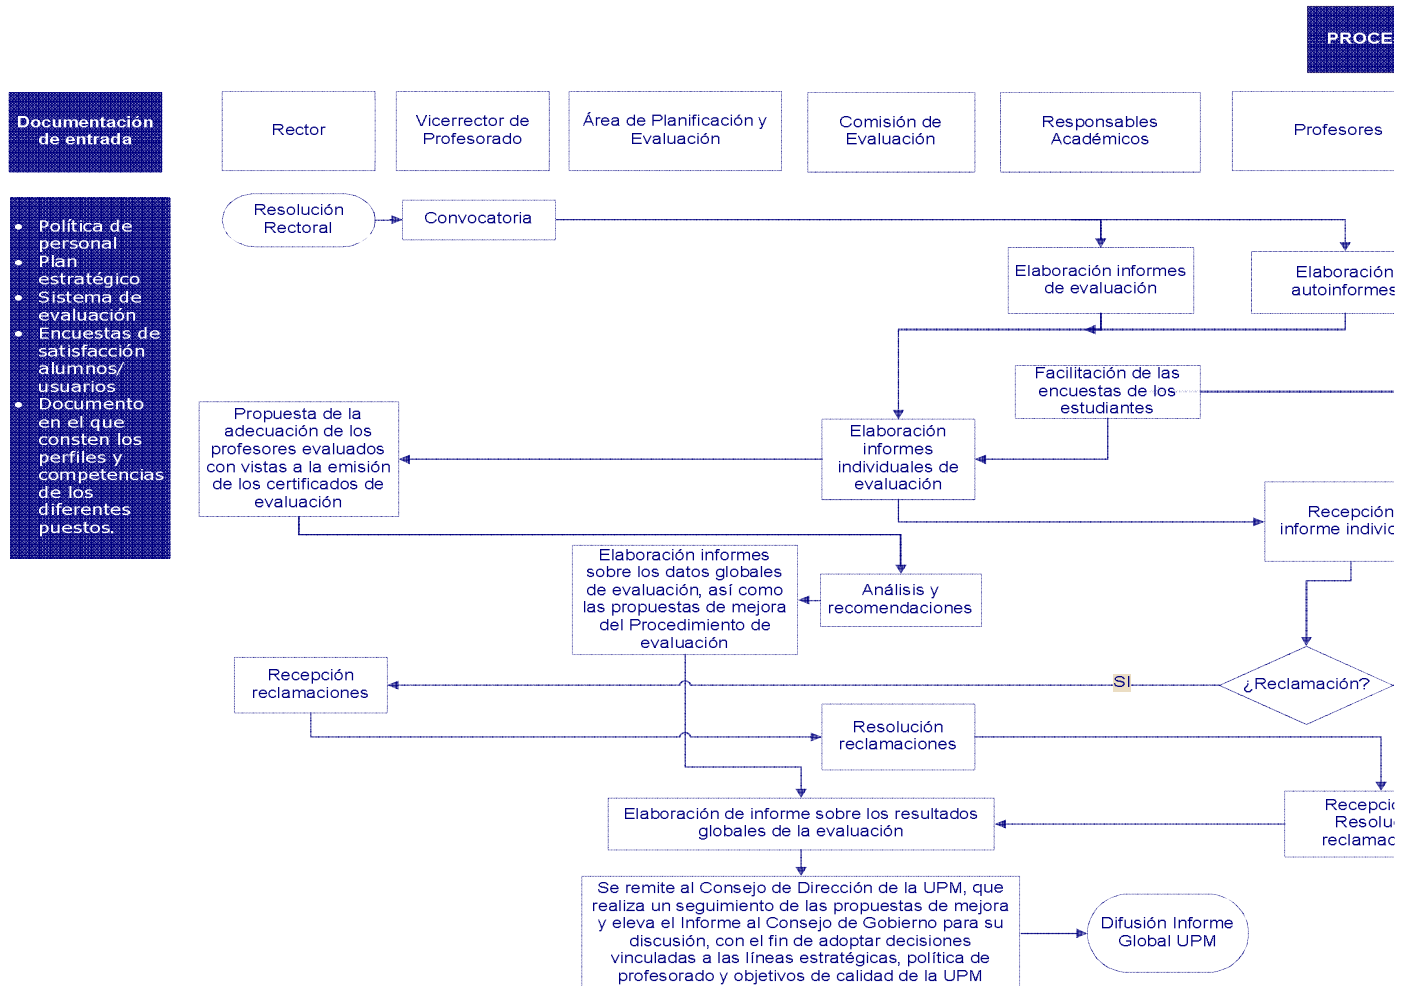 PROCE
Documentación
de entrada
Rector
Vicerrector de
Profesorado
Área de Planificación y
Evaluación
Comisión de
Evaluación
Responsables
Académicos
Profesores
• Política de
personal
• Plan
estratégico
• Sistema de
evaluación
• Encuestas de
satisfacción
alumnos/
usuarios
• Documento
en el que
consten los
perfiles y
competencias
de los
diferentes
puestos.
Resolución
Rectoral
Convocatoria
Elaboración informes
de evaluación
Elaboración
autoinformes
Facilitación de las
encuestas de los
estudiantes
Propuesta de la
adecuación de los
profesores evaluados
con vistas a la emisión
de los certificados de
evaluación
Elaboración
informes
individuales de
evaluación
Recepción
informe individ
Elaboración informes
sobre los datos globales
de evaluación, así como
las propuestas de mejora
del Procedimiento de
evaluación
Análisis y
recomendaciones
Recepción
reclamaciones
SI
¿Reclamación?
Resolución
reclamaciones
Elaboración de informe sobre los resultados
globales de la evaluación
Recepció
Resolu
reclamac
Se remite al Consejo de Dirección de la UPM, que
realiza un seguimiento de las propuestas de mejora
y eleva el Informe al Consejo de Gobierno para su
discusión, con el fin de adoptar decisiones
vinculadas a las líneas estratégicas, política de
profesorado y objetivos de calidad de la UPM
Difusión Informe
Global UPM